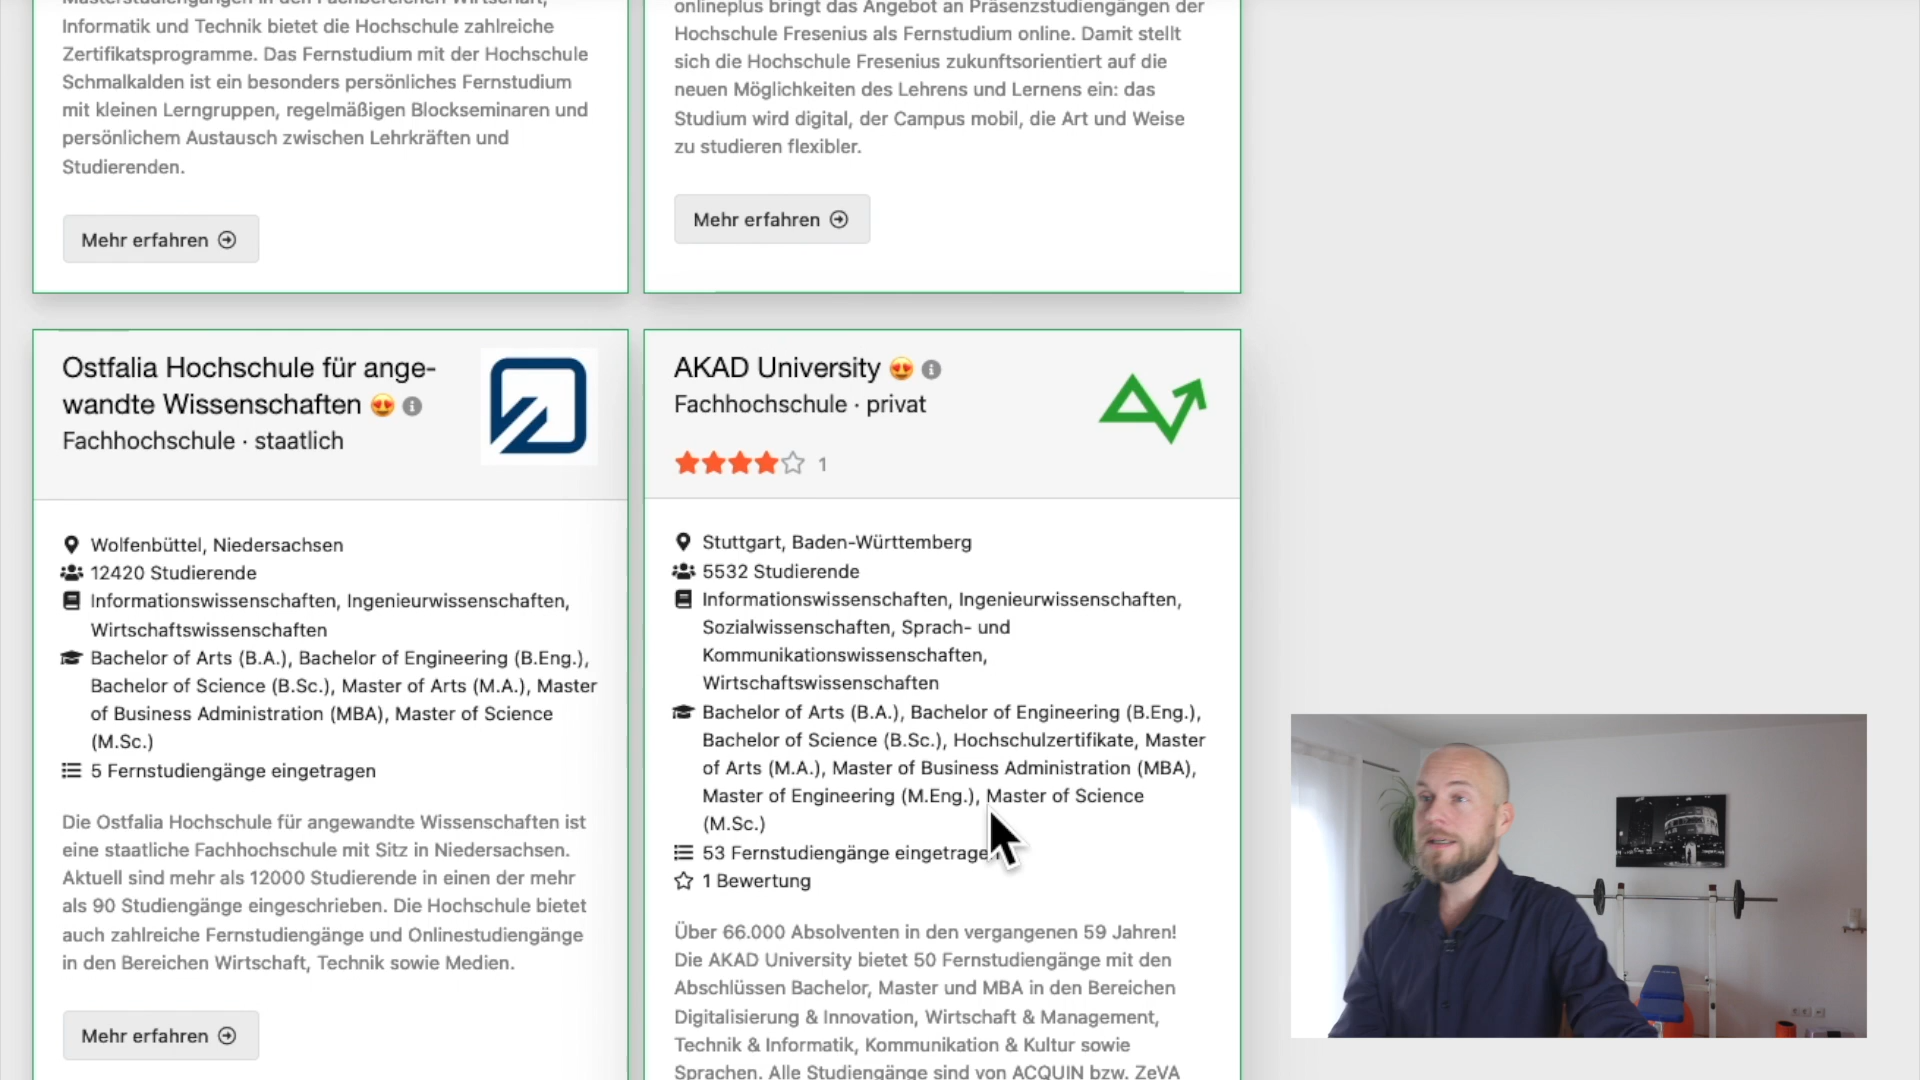 Informatik und Technik bietet die Hochschule zahlreiche
Zertifikatsprogramme. Das Fernstudium mit der Hochschule
Schmalkalden ist ein besonders persönliches Fernstudium
mit kleinen Lerngruppen, regelmäßigen Blockseminaren und
persönlichem Austausch zwischen Lehrkräften und
Studierenden.
Mehr erfahren
onlineplus bringt das Angebot an Präsenzstudiengängen der
Hochschule Fresenius als Fernstudium online. Damit stellt
sich die Hochschule Fresenius zukunftsorientiert auf die
neuen Möglichkeiten des Lehrens und Lernens ein: das
Studium wird digital, der Campus mobil, die Art und Weise
zu studieren flexibler.
Mehr erfahren
Ostfalia Hochschule für ange-
wandte Wissenschaften 😍
Fachhochschule · staatlich
Wolfenbüttel, Niedersachsen
12420 Studierende
Informationswissenschaften, Ingenieurwissenschaften,
Wirtschaftswissenschaften
Bachelor of Arts (B.A.), Bachelor of Engineering (B.Eng.),
Bachelor of Science (B.Sc.), Master of Arts (M.A.), Master
of Business Administration (MBA), Master of Science
(M.Sc.)
5 Fernstudiengänge eingetragen
Die Ostfalia Hochschule für angewandte Wissenschaften ist
eine staatliche Fachhochschule mit Sitz in Niedersachsen.
Aktuell sind mehr als 12000 Studierende in einen der mehr
als 90 Studiengänge eingeschrieben. Die Hochschule bietet
auch zahlreiche Fernstudiengänge und Onlinestudiengänge
in den Bereichen Wirtschaft, Technik sowie Medien.
Mehr erfahren
AKAD University 😍
Fachhochschule · privat
1
Stuttgart, Baden-Württemberg
5532 Studierende
Informationswissenschaften, Ingenieurwissenschaften,
Sozialwissenschaften, Sprach- und
Kommunikationswissenschaften,
Wirtschaftswissenschaften
Bachelor of Arts (B.A.), Bachelor of Engineering (B.Eng.),
Bachelor of Science (B.Sc.), Hochschulzertifikate, Master
of Arts (M.A.), Master of Business Administration (MBA),
Master of Engineering (M.Eng.), Master of Science
(M.Sc.)
53 Fernstudiengänge eingetragen
1 Bewertung
Über 66.000 Absolventen in den vergangenen 59 Jahren!
Die AKAD University bietet 50 Fernstudiengänge mit den
Abschlüssen Bachelor, Master und MBA in den Bereichen
Digitalisierung & Innovation, Wirtschaft & Management,
Technik & Informatik, Kommunikation & Kultur sowie
Sprachen. Alle Studiengänge sind von ACQUIN bzw. ZeVA